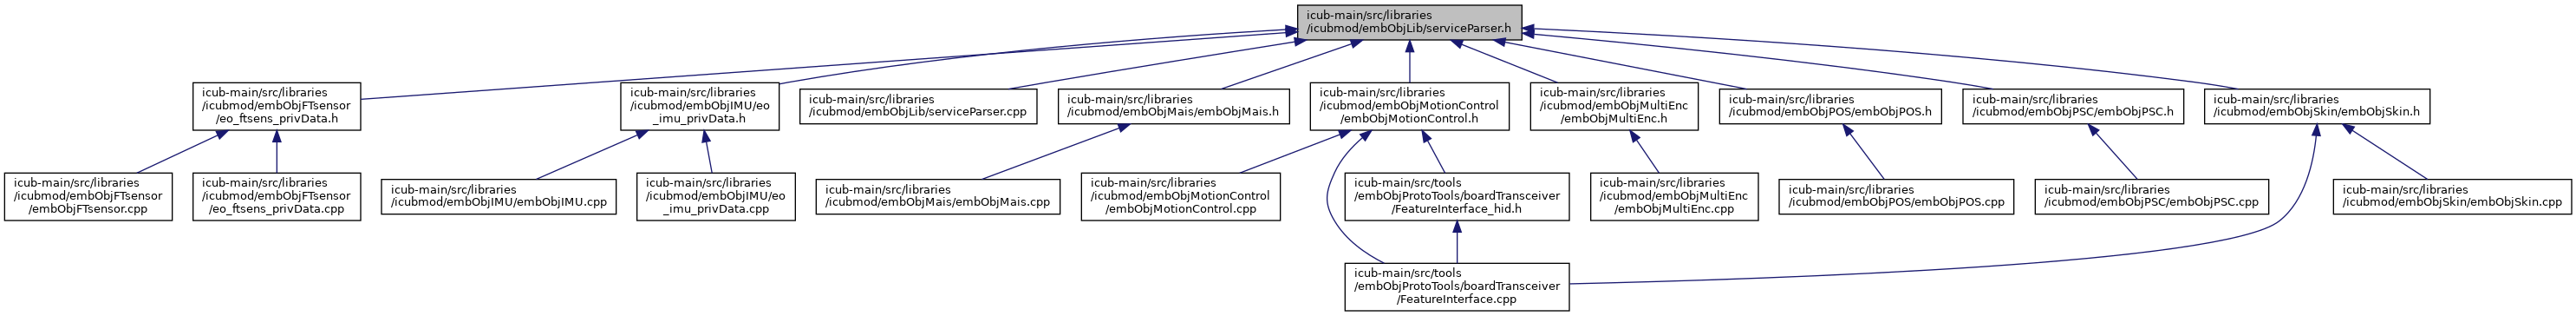 icub-main/src/libraries
/icubmod/embObjLib/serviceParser.h
icub-main/src/libraries
/icubmod/embObjFTsensor
/eo_ftsens_privData.h
icub-main/src/libraries
/icubmod/embObjIMU/eo
_imu_privData.h
icub-main/src/libraries
/icubmod/embObjLib/serviceParser.cpp
icub-main/src/libraries
/icubmod/embObjMais/embObjMais.h
icub-main/src/libraries
/icubmod/embObjMotionControl
/embObjMotionControl.h
icub-main/src/libraries
/icubmod/embObjMultiEnc
/embObjMultiEnc.h
icub-main/src/libraries
/icubmod/embObjPOS/embObjPOS.h
icub-main/src/libraries
/icubmod/embObjPSC/embObjPSC.h
icub-main/src/libraries
/icubmod/embObjSkin/embObjSkin.h
icub-main/src/libraries
/icubmod/embObjFTsensor
/embObjFTsensor.cpp
icub-main/src/libraries
/icubmod/embObjFTsensor
/eo_ftsens_privData.cpp
icub-main/src/libraries
/icubmod/embObjIMU/embObjIMU.cpp
icub-main/src/libraries
/icubmod/embObjIMU/eo
_imu_privData.cpp
icub-main/src/libraries
/icubmod/embObjMais/embObjMais.cpp
icub-main/src/libraries
/icubmod/embObjMotionControl
/embObjMotionControl.cpp
icub-main/src/tools
/embObjProtoTools/boardTransceiver
/FeatureInterface_hid.h
icub-main/src/libraries
/icubmod/embObjMultiEnc
/embObjMultiEnc.cpp
icub-main/src/libraries
/icubmod/embObjPOS/embObjPOS.cpp
icub-main/src/libraries
/icubmod/embObjPSC/embObjPSC.cpp
icub-main/src/libraries
/icubmod/embObjSkin/embObjSkin.cpp
icub-main/src/tools
/embObjProtoTools/boardTransceiver
/FeatureInterface.cpp